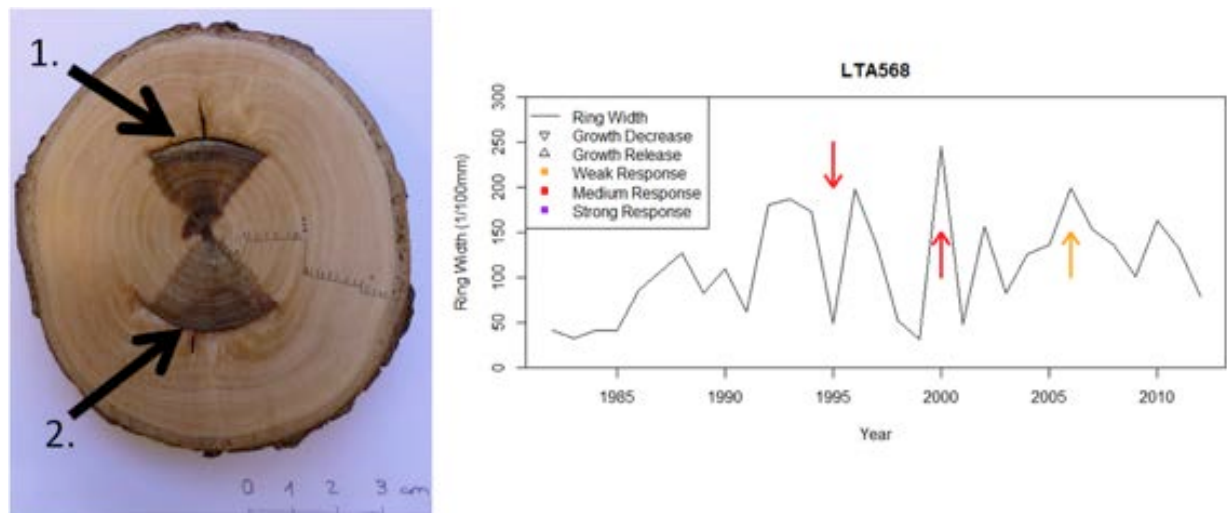 1.
2.
0 1 2 3 cm
LTA568
Ring Width
Growth Decrease
Growth Release
Weak Response
Medium Response
Strong Response
Ring Width (1/100mm)
300
250
200
150
100
50
0
1985 1990 1995 2000 2005 2010
Year